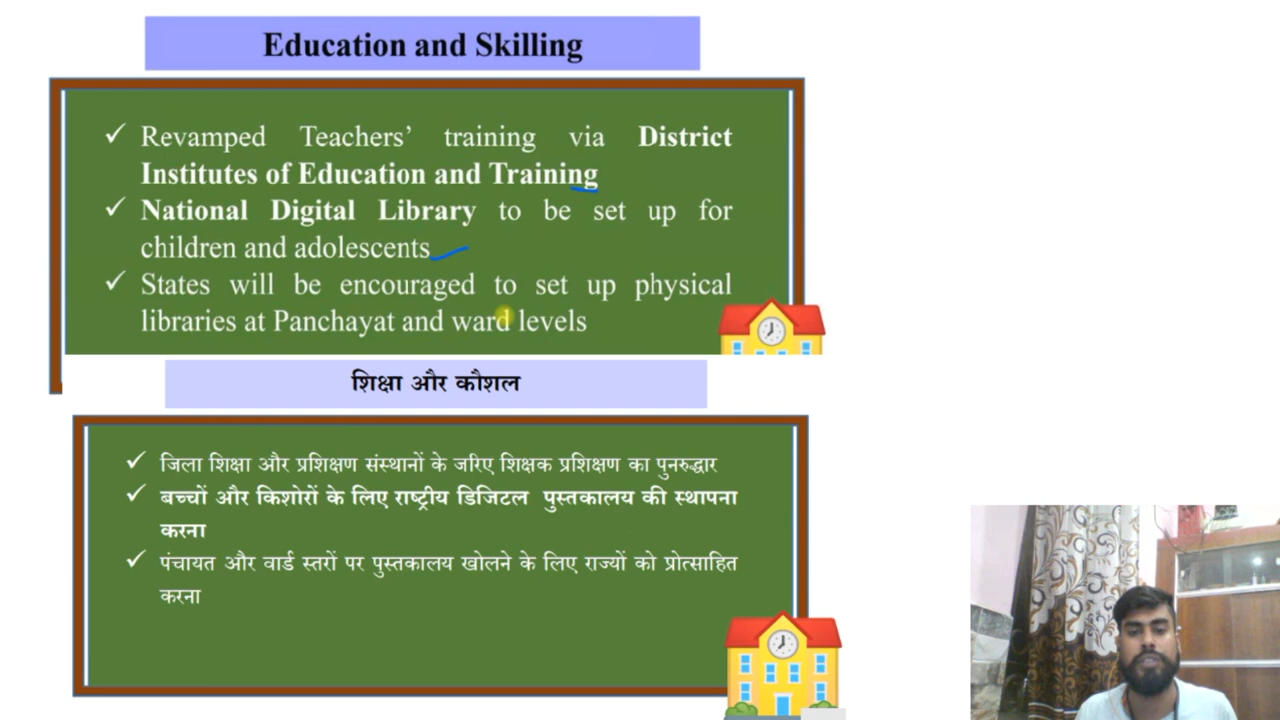 Education and Skilling
✓ Revamped Teachers’ training via District
Institutes of Education and Training
✓ National Digital Library to be set up for
children and adolescents
✓ States will be encouraged to set up physical
libraries at Panchayat and ward levels
शिक्षा और कौशल
✓ जिला शिक्षा और प्रशिक्षण संस्थानों के जरिए शिक्षक प्रशिक्षण का पुनरुद्धार
✓ बच्चों और किशोरों के लिए राष्ट्रीय डिजिटल पुस्तकालय की स्थापना
करना
✓ पंचायत और वार्ड स्तरों पर पुस्तकालय खोलने के लिए राज्यों को प्रोत्साहित
करना